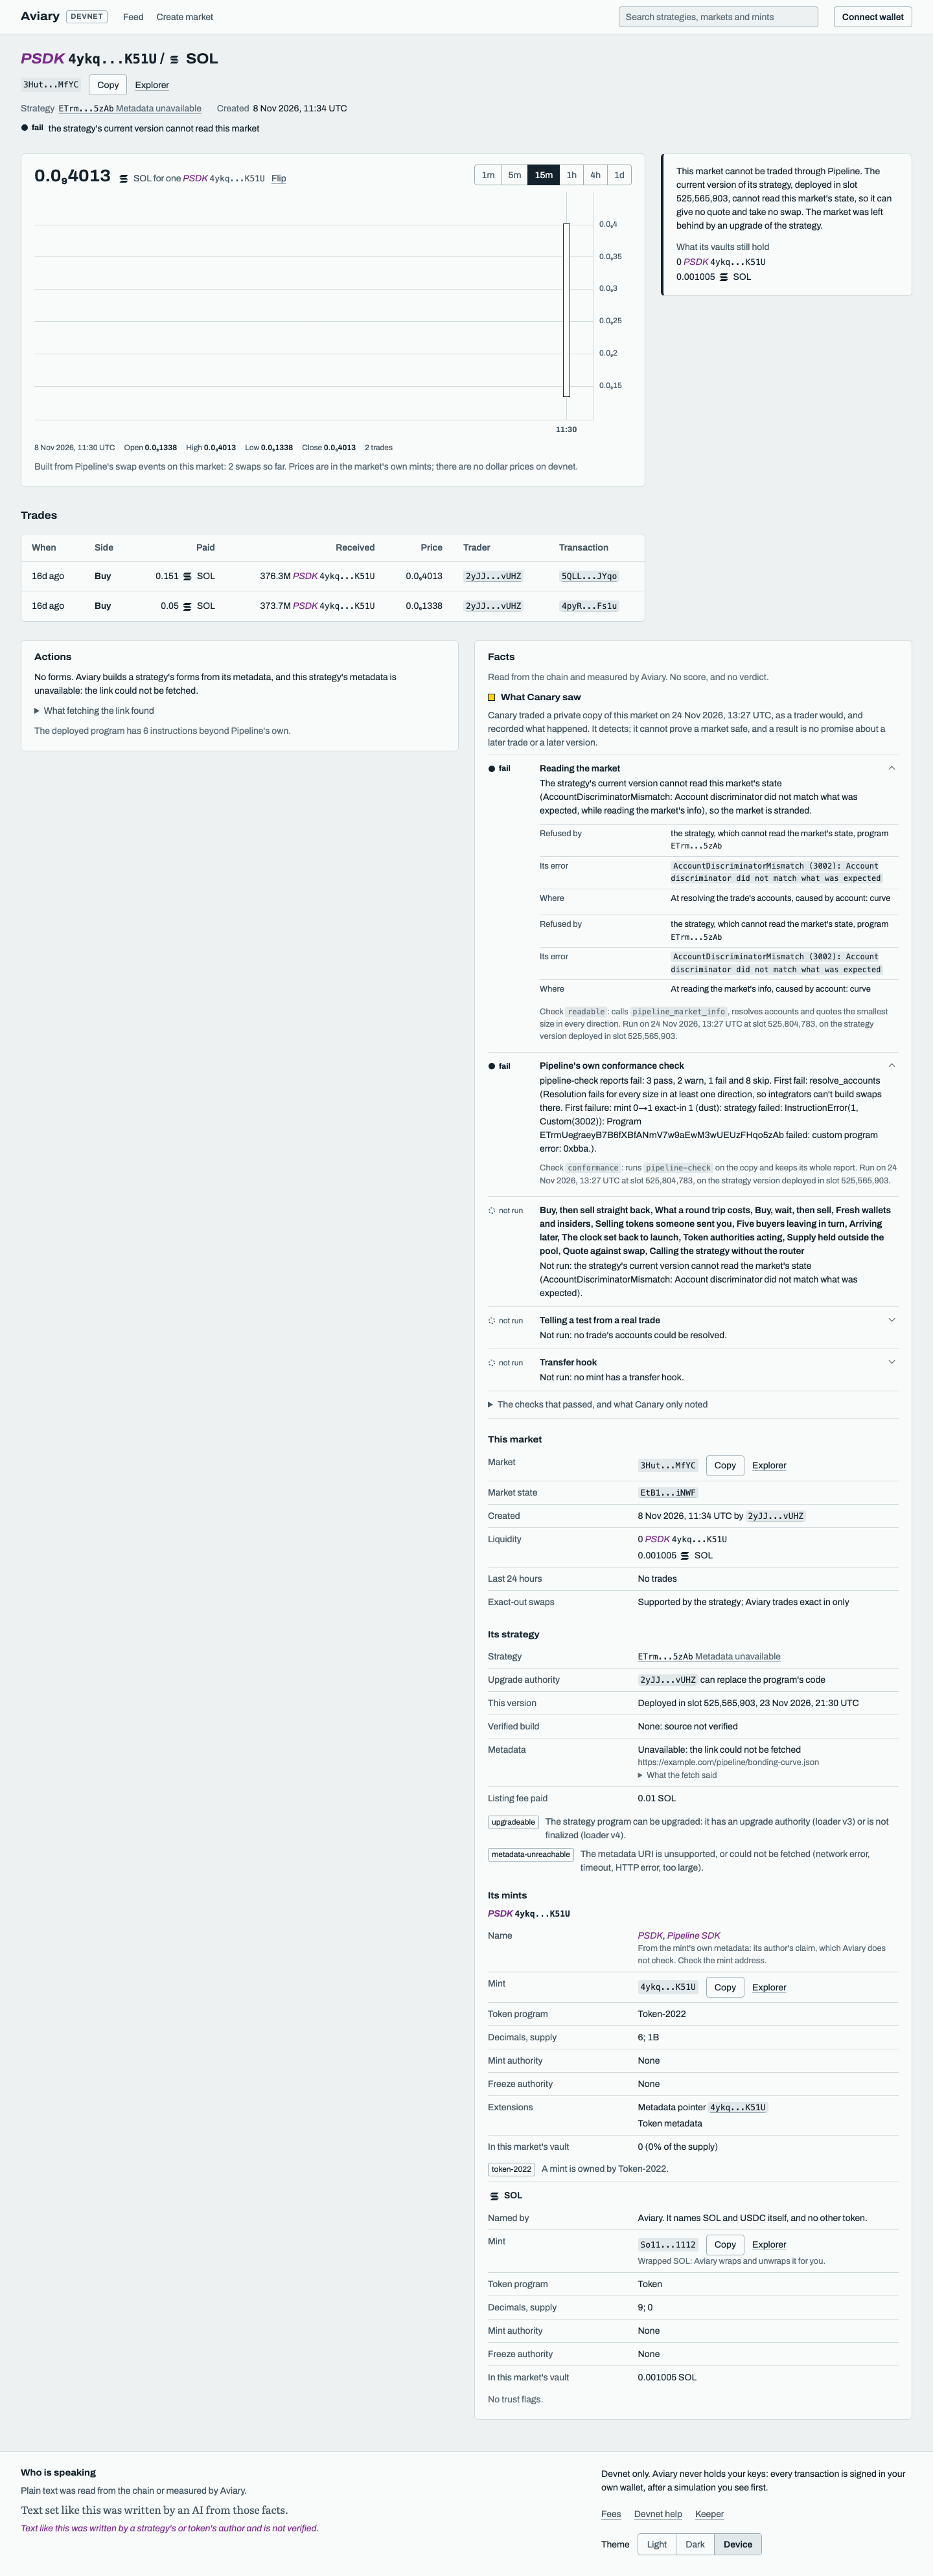 Aviary DEVNET Feed Create market Search strategies, markets and mints Connect wallet
PSDK 4ykq...K51U / SOL
3Hut...MfYC Copy Explorer
Strategy ETrm...5zAb Metadata unavailable Created 8 Nov 2026, 11:34 UTC
fail the strategy's current version cannot read this market
0.0₉4013 SOL for one PSDK 4ykq...K51U Flip 1m 5m 15m 1h 4h 1d
0.0₉4
0.0₉35
0.0₉3
0.0₉25
0.0₉2
0.0₉15
11:30
8 Nov 2026, 11:30 UTC Open 0.0₉1338 High 0.0₉4013 Low 0.0₉1338 Close 0.0₉4013 2 trades
Built from Pipeline's swap events on this market: 2 swaps so far. Prices are in the market's own mints; there are no dollar prices on devnet.
This market cannot be traded through Pipeline. The
current version of its strategy, deployed in slot
525,565,903, cannot read this market's state, so it can
give no quote and take no swap. The market was left
behind by an upgrade of the strategy.
What its vaults still hold
0 PSDK 4ykq...K51U
0.001005 SOL
Trades
When Side Paid Received Price Trader Transaction
16d ago Buy 0.151 SOL 376.3M PSDK 4ykq...K51U 0.0₉4013 2yJJ...vUHZ 5QLL...JYqo
16d ago Buy 0.05 SOL 373.7M PSDK 4ykq...K51U 0.0₉1338 2yJJ...vUHZ 4pyR...Fs1u
Actions
No forms. Aviary builds a strategy's forms from its metadata, and this strategy's metadata is
unavailable: the link could not be fetched.
What fetching the link found
The deployed program has 6 instructions beyond Pipeline's own.
Facts
Read from the chain and measured by Aviary. No score, and no verdict.
What Canary saw
Canary traded a private copy of this market on 24 Nov 2026, 13:27 UTC, as a trader would, and
recorded what happened. It detects; it cannot prove a market safe, and a result is no promise about a
later trade or a later version.
fail Reading the market
The strategy's current version cannot read this market's state
(AccountDiscriminatorMismatch: Account discriminator did not match what was
expected, while reading the market's info), so the market is stranded.
Refused by the strategy, which cannot read the market's state, program
ETrm...5zAb
Its error AccountDiscriminatorMismatch (3002): Account
discriminator did not match what was expected
Where At resolving the trade's accounts, caused by account: curve
Refused by the strategy, which cannot read the market's state, program
ETrm...5zAb
Its error AccountDiscriminatorMismatch (3002): Account
discriminator did not match what was expected
Where At reading the market's info, caused by account: curve
Check readable: calls pipeline_market_info, resolves accounts and quotes the smallest
size in every direction. Run on 24 Nov 2026, 13:27 UTC at slot 525,804,783, on the strategy
version deployed in slot 525,565,903.
fail Pipeline's own conformance check
pipeline-check reports fail: 3 pass, 2 warn, 1 fail and 8 skip. First fail: resolve_accounts
(Resolution fails for every size in at least one direction, so integrators can't build swaps
there. First failure: mint 0→1 exact-in 1 (dust): strategy failed: InstructionError(1,
Custom(3002)): Program
ETrmUegraeyB7B6fXBfANmV7w9aEwM3wUEUzFHqo5zAb failed: custom program
error: 0xbba.).
Check conformance: runs pipeline-check on the copy and keeps its whole report. Run on 24
Nov 2026, 13:27 UTC at slot 525,804,783, on the strategy version deployed in slot 525,565,903.
not run Buy, then sell straight back, What a round trip costs, Buy, wait, then sell, Fresh wallets
and insiders, Selling tokens someone sent you, Five buyers leaving in turn, Arriving
later, The clock set back to launch, Token authorities acting, Supply held outside the
pool, Quote against swap, Calling the strategy without the router
Not run: the strategy's current version cannot read the market's state
(AccountDiscriminatorMismatch: Account discriminator did not match what was
expected).
not run Telling a test from a real trade
Not run: no trade's accounts could be resolved.
not run Transfer hook
Not run: no mint has a transfer hook.
The checks that passed, and what Canary only noted
This market
Market 3Hut...MfYC Copy Explorer
Market state EtB1...iNWF
Created 8 Nov 2026, 11:34 UTC by 2yJJ...vUHZ
Liquidity 0 PSDK 4ykq...K51U
0.001005 SOL
Last 24 hours No trades
Exact-out swaps Supported by the strategy; Aviary trades exact in only
Its strategy
Strategy ETrm...5zAb Metadata unavailable
Upgrade authority 2yJJ...vUHZ can replace the program's code
This version Deployed in slot 525,565,903, 23 Nov 2026, 21:30 UTC
Verified build None: source not verified
Metadata Unavailable: the link could not be fetched
https://example.com/pipeline/bonding-curve.json
What the fetch said
Listing fee paid 0.01 SOL
upgradeable The strategy program can be upgraded: it has an upgrade authority (loader v3) or is not
finalized (loader v4).
metadata-unreachable The metadata URI is unsupported, or could not be fetched (network error,
timeout, HTTP error, too large).
Its mints
PSDK 4ykq...K51U
Name PSDK, Pipeline SDK
From the mint's own metadata: its author's claim, which Aviary does
not check. Check the mint address.
Mint 4ykq...K51U Copy Explorer
Token program Token-2022
Decimals, supply 6; 1B
Mint authority None
Freeze authority None
Extensions Metadata pointer 4ykq...K51U
Token metadata
In this market's vault 0 (0% of the supply)
token-2022 A mint is owned by Token-2022.
SOL
Named by Aviary. It names SOL and USDC itself, and no other token.
Mint So11...1112 Copy Explorer
Wrapped SOL: Aviary wraps and unwraps it for you.
Token program Token
Decimals, supply 9; 0
Mint authority None
Freeze authority None
In this market's vault 0.001005 SOL
No trust flags.
Who is speaking
Plain text was read from the chain or measured by Aviary.
Text set like this was written by an AI from those facts.
Text like this was written by a strategy's or token's author and is not verified.
Devnet only. Aviary never holds your keys: every transaction is signed in your
own wallet, after a simulation you see first.
Fees Devnet help Keeper
Theme Light Dark Device